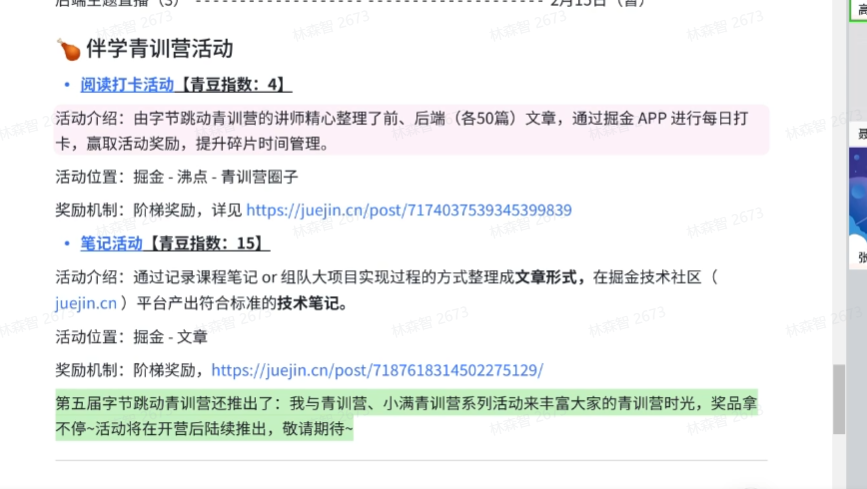 后端主题直播（3） ------------------------------------ 2月15日（暂）
🍗 伴学青训营活动
• 阅读打卡活动【青豆指数：4】
活动介绍：由字节跳动青训营的讲师精心整理了前、后端（各50篇）文章，通过掘金 APP 进行每日打
卡，赢取活动奖励，提升碎片时间管理。
活动位置：掘金 - 沸点 - 青训营圈子
奖励机制：阶梯奖励，详见 https://juejin.cn/post/7174037539345399839
• 笔记活动【青豆指数：15】
活动介绍：通过记录课程笔记 or 组队大项目实现过程的方式整理成文章形式，在掘金技术社区（
juejin.cn ）平台产出符合标准的技术笔记。
活动位置：掘金 - 文章
奖励机制：阶梯奖励，https://juejin.cn/post/7187618314502275129/
第五届字节跳动青训营还推出了：我与青训营、小满青训营系列活动来丰富大家的青训营时光，奖品拿
不停~活动将在开营后陆续推出，敬请期待~
林森智 2673